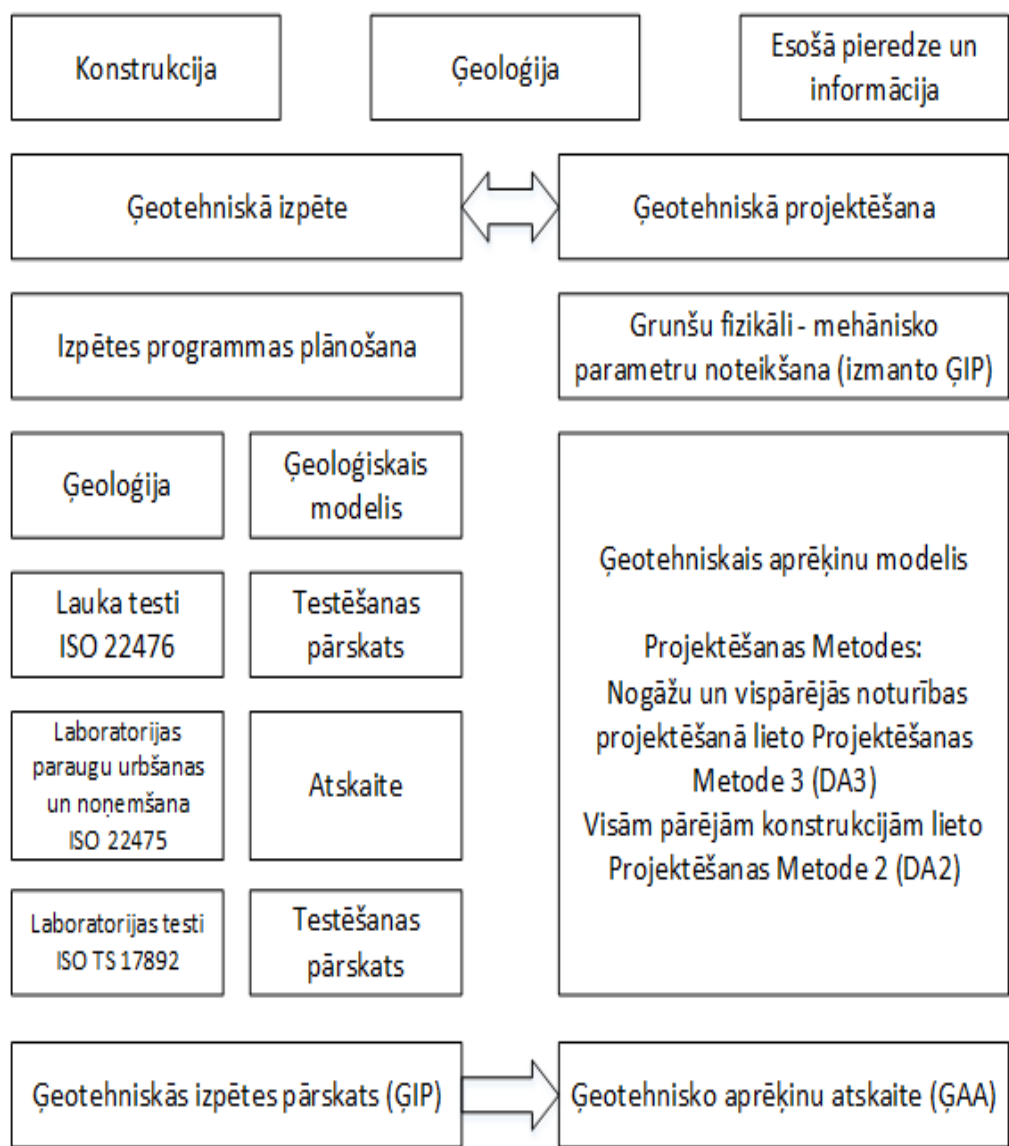 Konstrukcija
Ģeoloģija
Esošā pieredze un
informācija
Ģeotehniskā izpēte
Ģeotehniskā projektēšana
Izpētes programmas plānošana
Grunšu fizikāli - mehānisko
parametru noteikšana (izmanto ĢIP)
Ģeoloģija
Ģeoloģiskais
modelis
Lauka testi
ISO 22476
Testēšanas
pārskats
Laboratorijas
paraugu urbšanas
un noņemšana
ISO 22475
Atskaite
Laboratorijas testi
ISO TS 17892
Testēšanas
pārskats
Ģeotehniskais aprēķinu modelis
Projektēšanas Metodes:
Nogāžu un vispārējās noturības
projektēšanā lieto Projektēšanas
Metode 3 (DA3)
Visām pārējām konstrukcijām lieto
Projektēšanas Metode 2 (DA2)
Ģeotehniskās izpētes pārskats (ĢIP)
Ģeotehnisko aprēķinu atskaite (ĢAA)